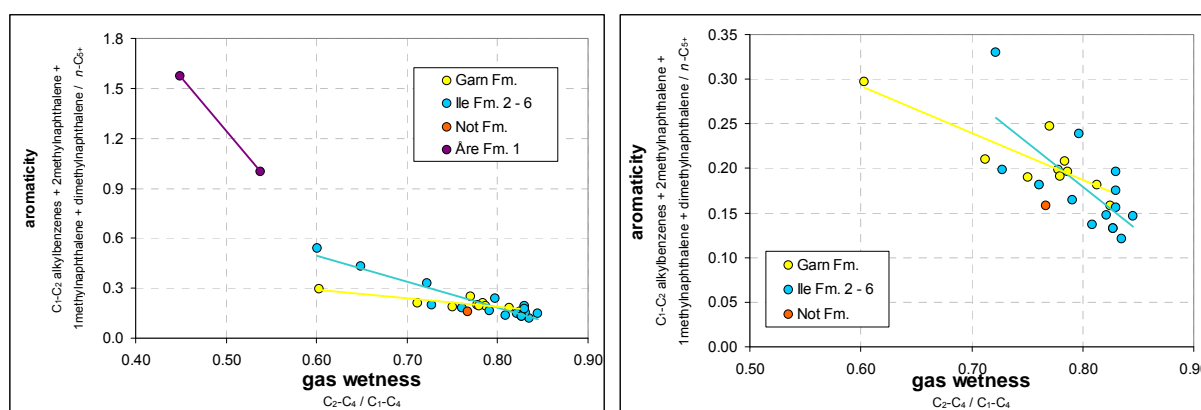 aromaticity
C₁-C₂ alkylbenzenes + 2methylnaphthalene +
1methylnaphthalene + dimethylnaphthalene / n-C₅₊
1.8
1.5
1.2
0.9
0.6
0.3
0.0
0.40 0.50 0.60 0.70 0.80 0.90
Garn Fm.
Ile Fm. 2 - 6
Not Fm.
Åre Fm. 1
gas wetness
C₂-C₄ / C₁-C₄
aromaticity
C₁-C₂ alkylbenzenes + 2methylnaphthalene +
1methylnaphthalene + dimethylnaphthalene / n-C₅₊
0.35
0.30
0.25
0.20
0.15
0.10
0.05
0.00
0.50 0.60 0.70 0.80 0.90
Garn Fm.
Ile Fm. 2 - 6
Not Fm.
gas wetness
C₂-C₄ / C₁-C₄